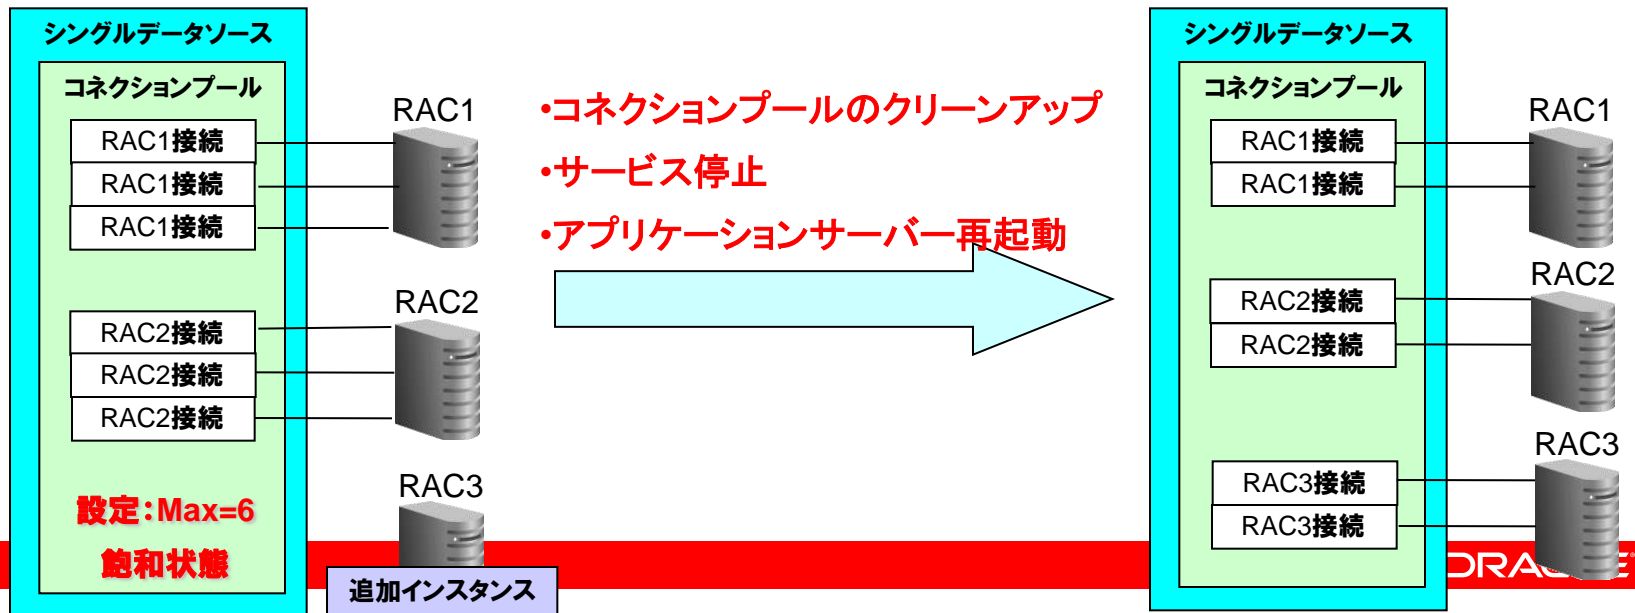 シングルデータソース
コネクションプール
RAC1接続
RAC1接続
RAC1接続
RAC2接続
RAC2接続
RAC2接続
設定:Max=6
飽和状態
RAC1
RAC2
RAC3
追加インスタンス
•コネクションプールのクリーンアップ
•サービス停止
•アプリケーションサーバー再起動
シングルデータソース
コネクションプール
RAC1接続
RAC1接続
RAC2接続
RAC2接続
RAC3接続
RAC3接続
RAC1
RAC2
RAC3
ORACLE